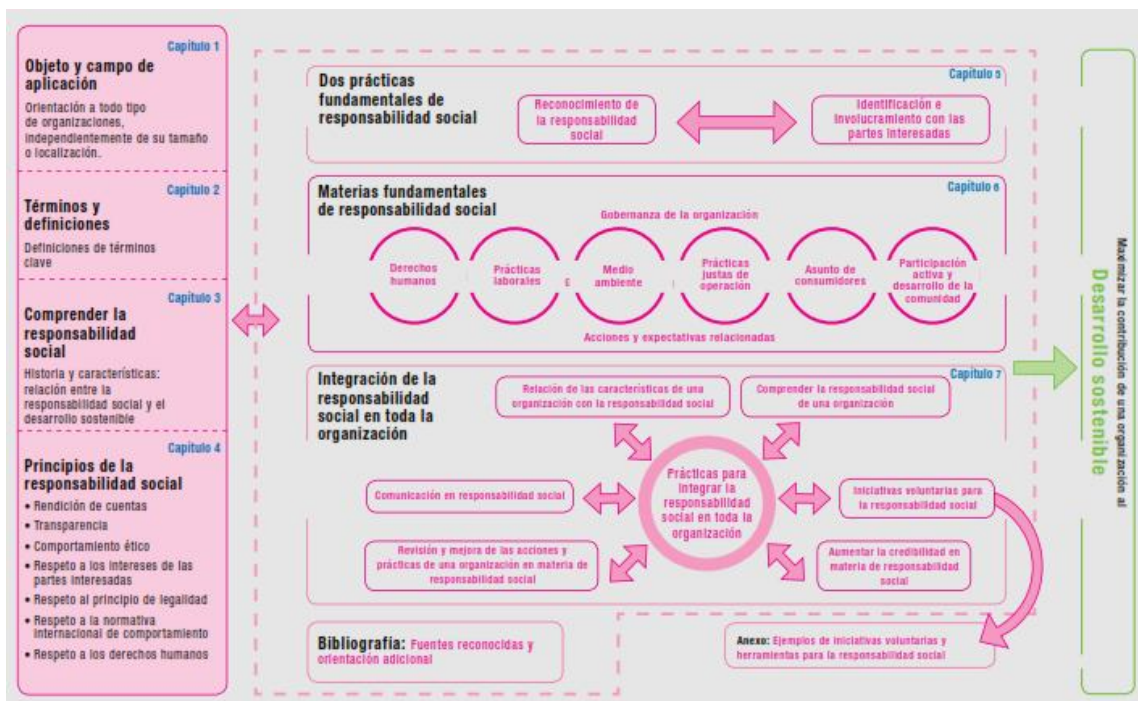 Capítulo 1
Objeto y campo de
aplicación
Orientación a todo tipo
de organizaciones,
independientemente de su tamaño
o localización.
Capítulo 2
Términos y
definiciones
Definiciones de términos
clave
Capítulo 3
Comprender la
responsabilidad
social
Historia y características:
relación entre la
responsabilidad social y el
desarrollo sostenible
Capítulo 4
Principios de la
responsabilidad social
• Rendición de cuentas
• Transparencia
• Comportamiento ético
• Respeto a los intereses de las
partes interesadas
• Respeto al principio de legalidad
• Respeto a la normativa
internacional de comportamiento
• Respeto a los derechos humanos
Capítulo 5
Dos prácticas
fundamentales de
responsabilidad social
Reconocimiento de
la responsabilidad
social
Identificación e
involucramiento con las
partes interesadas
Capítulo 6
Materias fundamentales
de responsabilidad social
Gobernanza de la organización
Derechos
humanos
Prácticas
laborales
E
Medio
ambiente
Prácticas
justas de
operación
Asunto de
consumidores
Participación
activa y
desarrollo de la
comunidad
Acciones y expectativas relacionadas
Capítulo 7
Integración de la
responsabilidad
social en toda la
organización
Relación de las características de una
organización con la responsabilidad social
Comprender la responsabilidad social
de una organización
Comunicación en responsabilidad social
Prácticas para
integrar la
responsabilidad
social en toda la
organización
Iniciativas voluntarias para
la responsabilidad social
Revisión y mejora de las acciones y
prácticas de una organización en materia de
responsabilidad social
Aumentar la credibilidad en
materia de responsabilidad
social
Bibliografía: Fuentes reconocidas y
orientación adicional
Anexo: Ejemplos de iniciativas voluntarias y
herramientas para la responsabilidad social
Maximizar la contribución de una organización al
Desarrollo sostenible